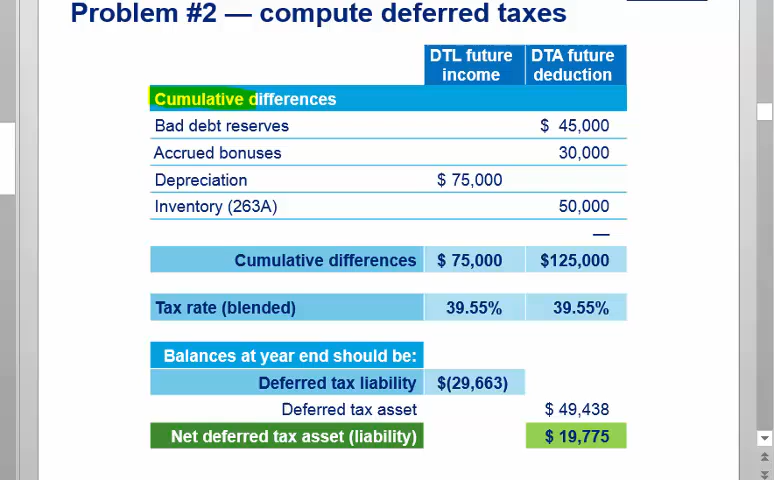 Problem #2 — compute deferred taxes
DTL future income DTA future deduction
Cumulative differences
Bad debt reserves $ 45,000
Accrued bonuses 30,000
Depreciation $ 75,000
Inventory (263A) 50,000
—
Cumulative differences $ 75,000 $125,000
Tax rate (blended) 39.55% 39.55%
Balances at year end should be:
Deferred tax liability $(29,663)
Deferred tax asset $ 49,438
Net deferred tax asset (liability) $ 19,775